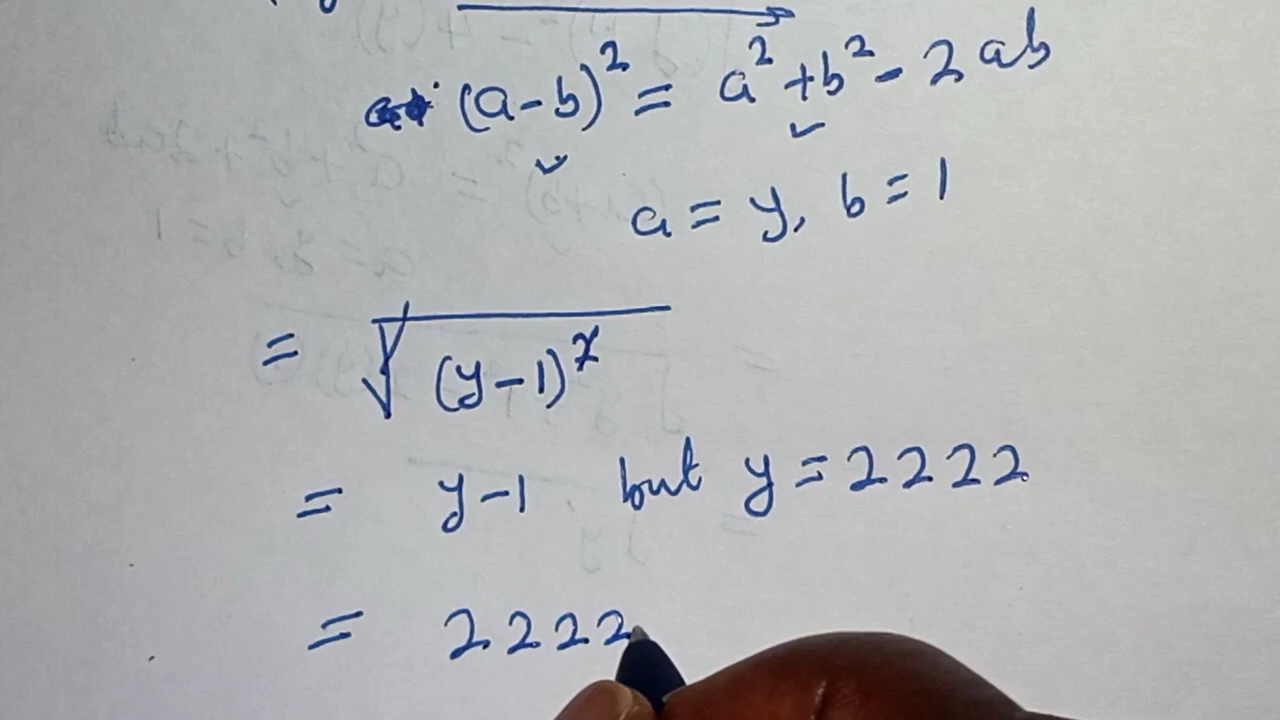 (a-b)² = a² + b² - 2ab
a = y, b = 1
= √(y-1)²
= y-1 but y = 2222
= 2222